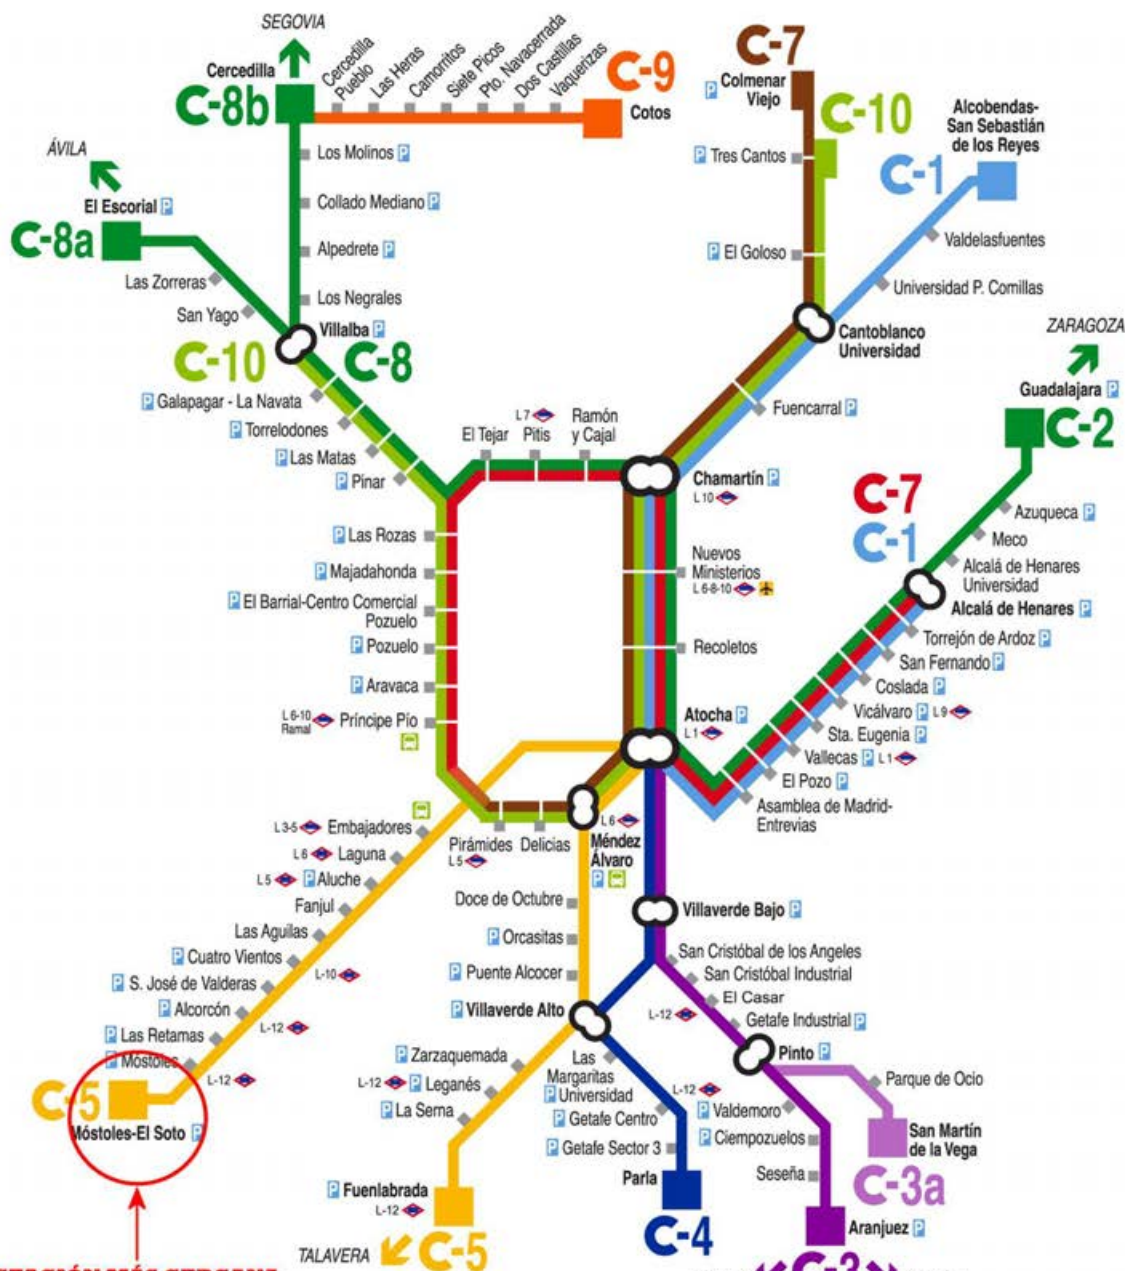 SEGOVIA
Cercedilla
C-8b
Cercedilla
Pueblo
Las Heras
Camorritos
Siete Picos
Pto. Navacerrada
Dos Castillas
Vaquerizas
C-9
Cotos
C-7
Colmenar
Viejo
P
C-10
P Tres Cantos
Alcobendas-
San Sebastián
de los Reyes
C-1
P El Goloso
Valdelasfuentes
Universidad P. Comillas
Cantoblanco
Universidad
Fuencarral P
Los Molinos P
Collado Mediano P
Alpedrete P
Los Negrales
ÁVILA
El Escorial P
C-8a
Las Zorreras
San Yago
Villalba P
C-10
C-8
P Galapagar - La Navata
P Torrelodones
P Las Matas
P Pinar
El Tejar
L 7
Pitis
Ramón
y Cajal
Chamartín P
L 10
ZARAGOZA
Guadalajara P
C-2
C-7
C-1
Azuqueca P
Meco
Alcalá de Henares
Universidad
Alcalá de Henares P
Torrejón de Ardoz P
San Fernando P
Coslada P
Vicálvaro P L 9
Sta. Eugenia P
Vallecas P L 1
El Pozo P
Asamblea de Madrid-
Entrevias
P Las Rozas
P Majadahonda
P El Barrial-Centro Comercial
Pozuelo
P Pozuelo
P Aravaca
L 6-10
Ramal
Príncipe Pío
Nuevos
Ministerios
L 6-8-10
Recoletos
Atocha P
L 1
L 3-5 Embajadores
L 6 Laguna
L 5 P Aluche
Fanjul
Las Aguilas
P Cuatro Vientos
L-10
P S. José de Valderas
P Alcorcón
L-12
P Las Retamas
P Móstoles
L-12
C-5
Móstoles-El Soto P
Pirámides
L 5
Delicias
L 6
Méndez
Álvaro
P
Doce de Octubre
P Orcasitas
P Puente Alcocer
P Villaverde Alto
Villaverde Bajo P
San Cristóbal de los Angeles
San Cristóbal Industrial
El Casar
L-12
Getafe Industrial P
Pinto P
Parque de Ocio
San Martín
de la Vega
C-3a
P Zarzaquemada
L-12 P Leganés
P La Serna
P Fuenlabrada
L-12
TALAVERA
C-5
Las
Margaritas
P Universidad
L-12
P Getafe Centro
P Getafe Sector 3
Parla
C-4
P Valdemoro
P Ciempozuelos
Seseña
Aranjuez P
C-3